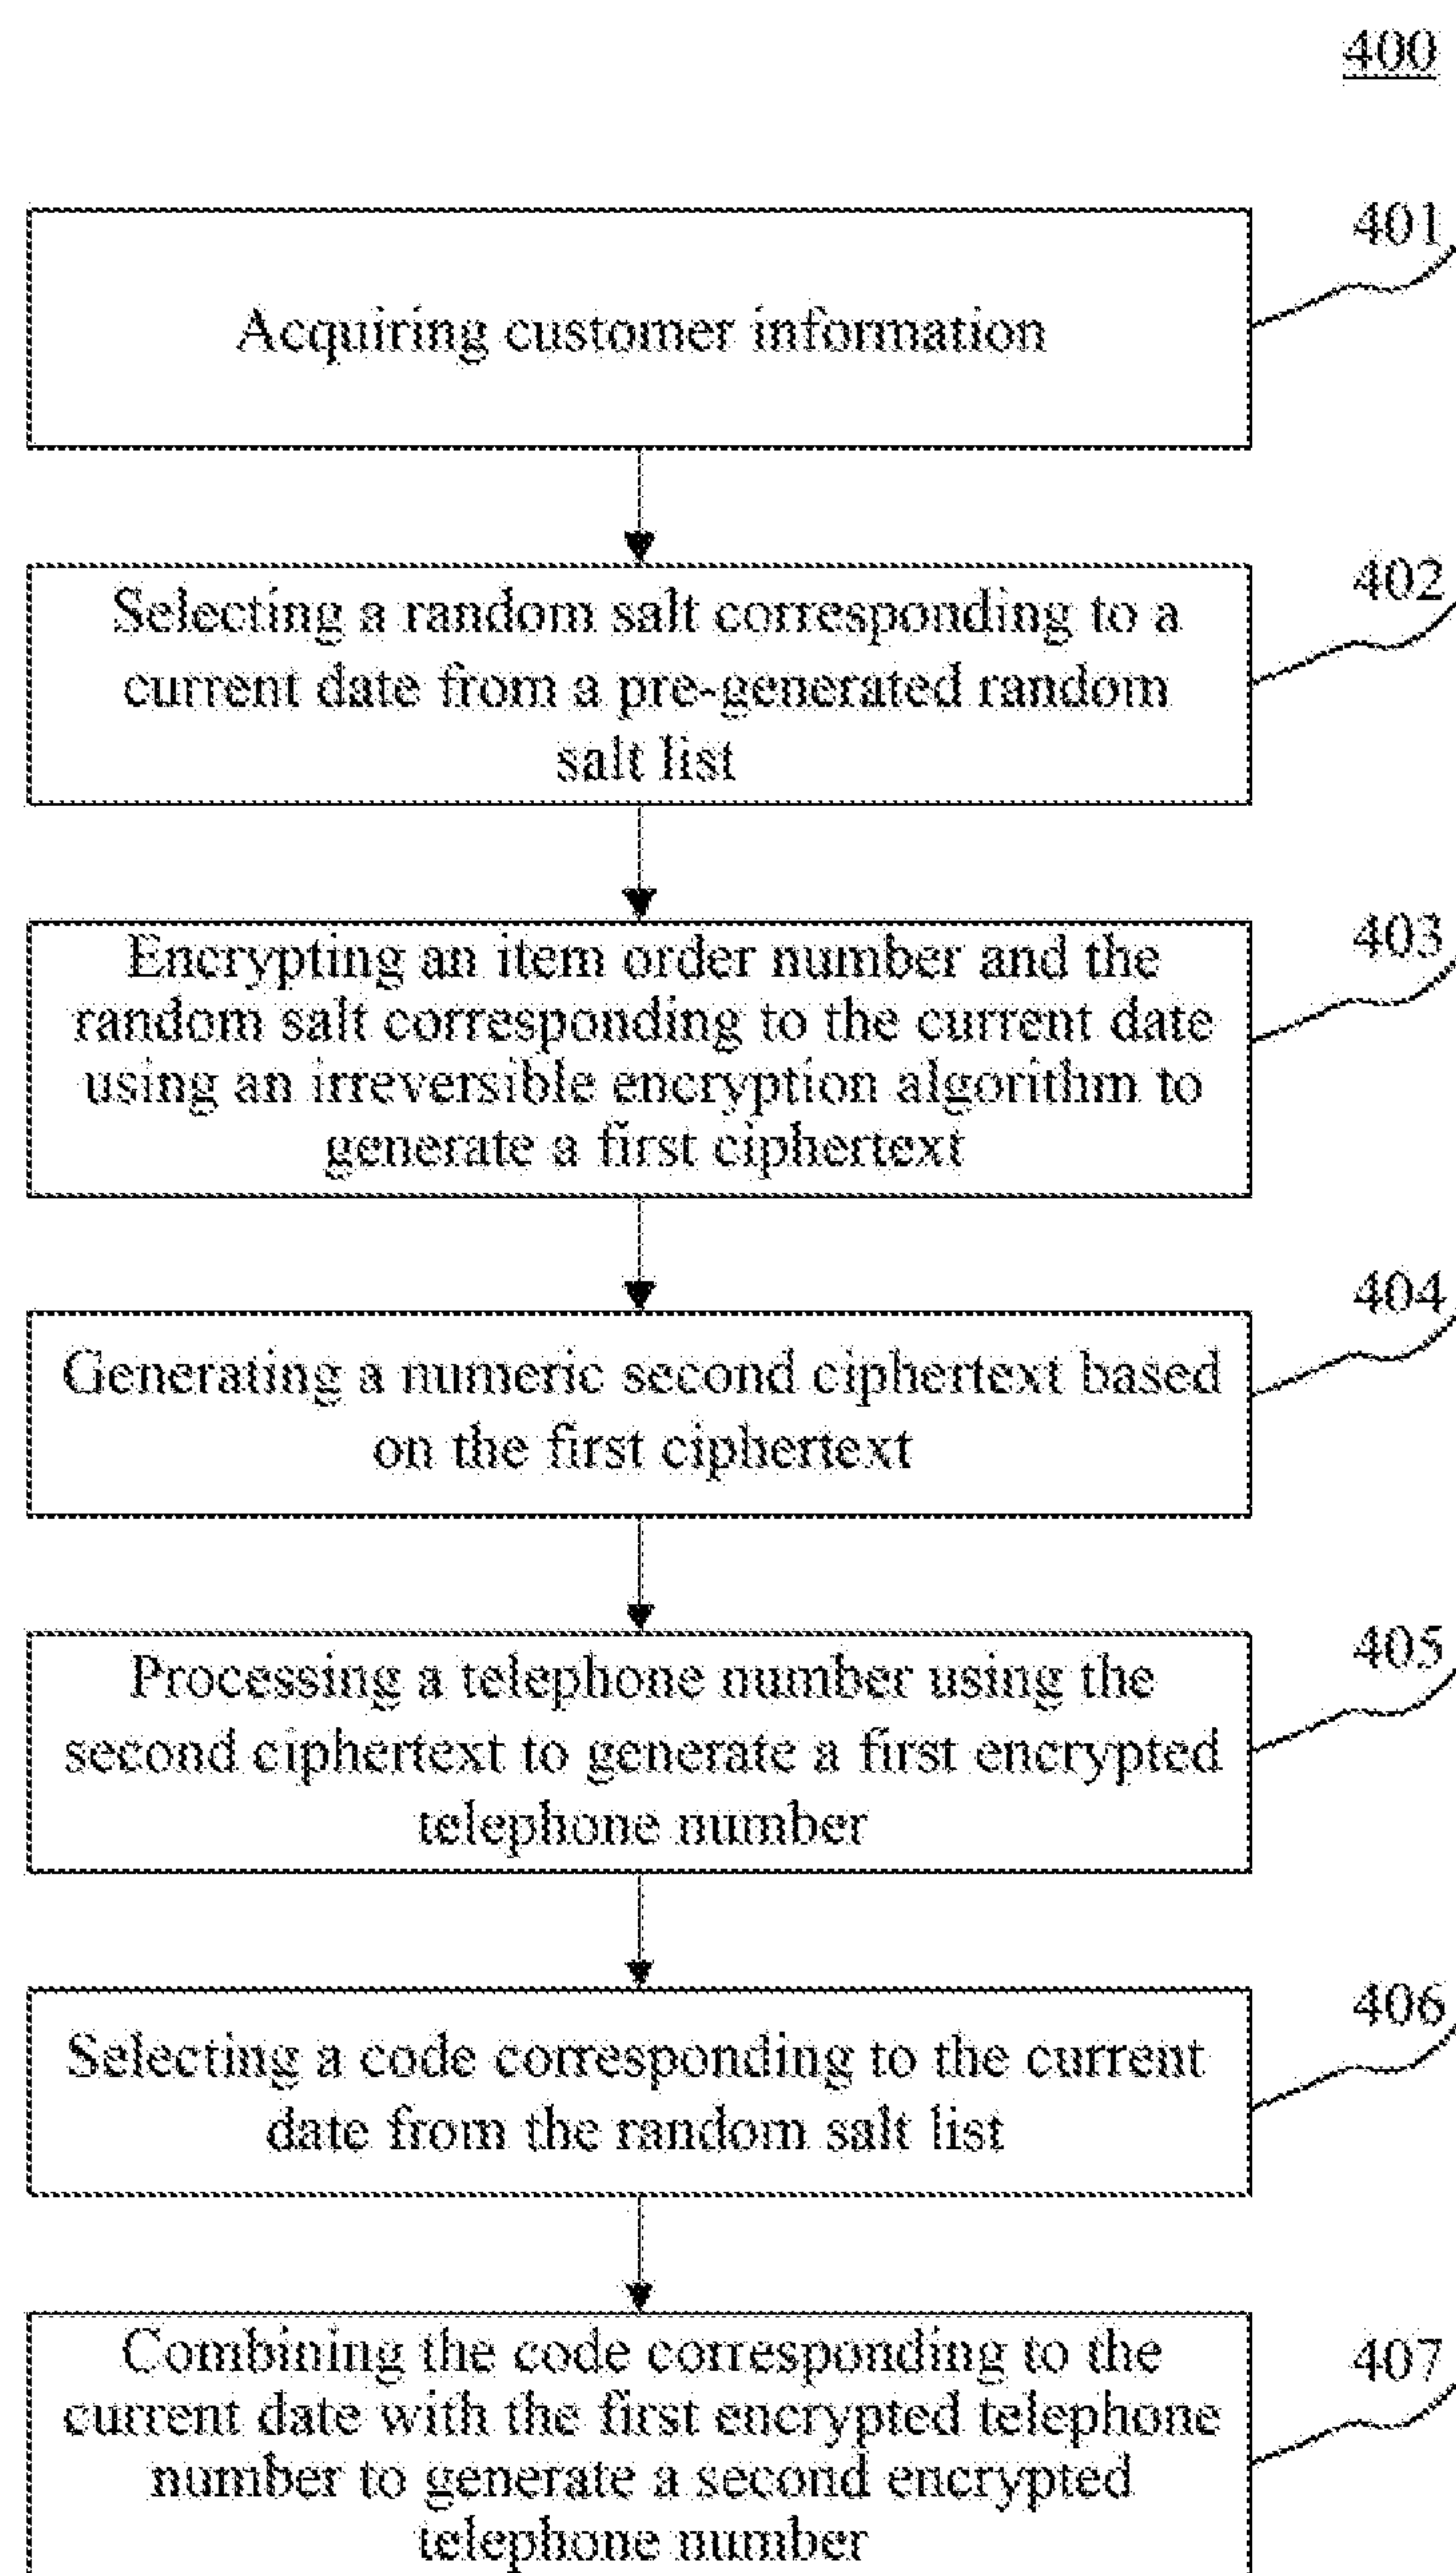 400
401
Acquiring customer information
402
Selecting a random salt corresponding to a
current date from a pre-generated random
salt list
403
Encrypting an item order number and the
random salt corresponding to the current date
using an irreversible encryption algorithm to
generate a first ciphertext
404
Generating a numeric second ciphertext based
on the first ciphertext
405
Processing a telephone number using the
second ciphertext to generate a first encrypted
telephone number
406
Selecting a code corresponding to the current
date from the random salt list
407
Combining the code corresponding to the
current date with the first encrypted telephone
number to generate a second encrypted
telephone number